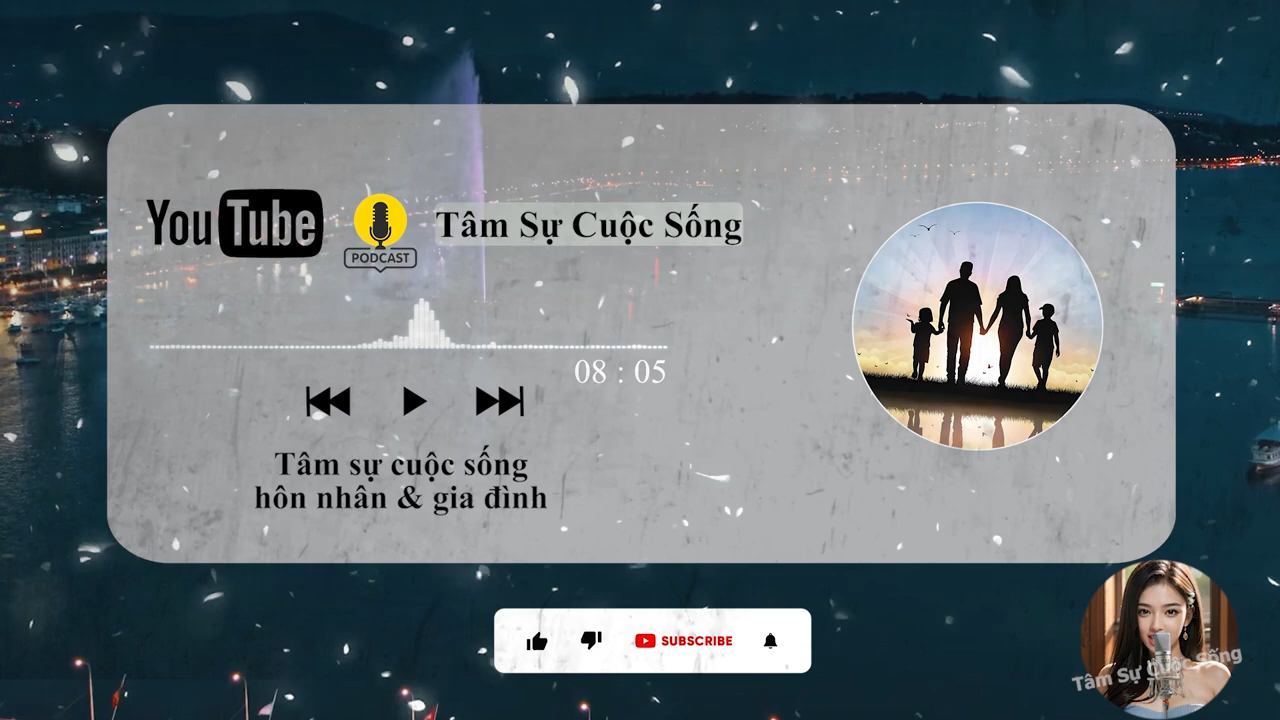 YouTube
PODCAST
Tâm Sự Cuộc Sống
08 : 05
Tâm sự cuộc sống
hôn nhân & gia đình
SUBSCRIBE
Tâm Sự Cuộc Sống